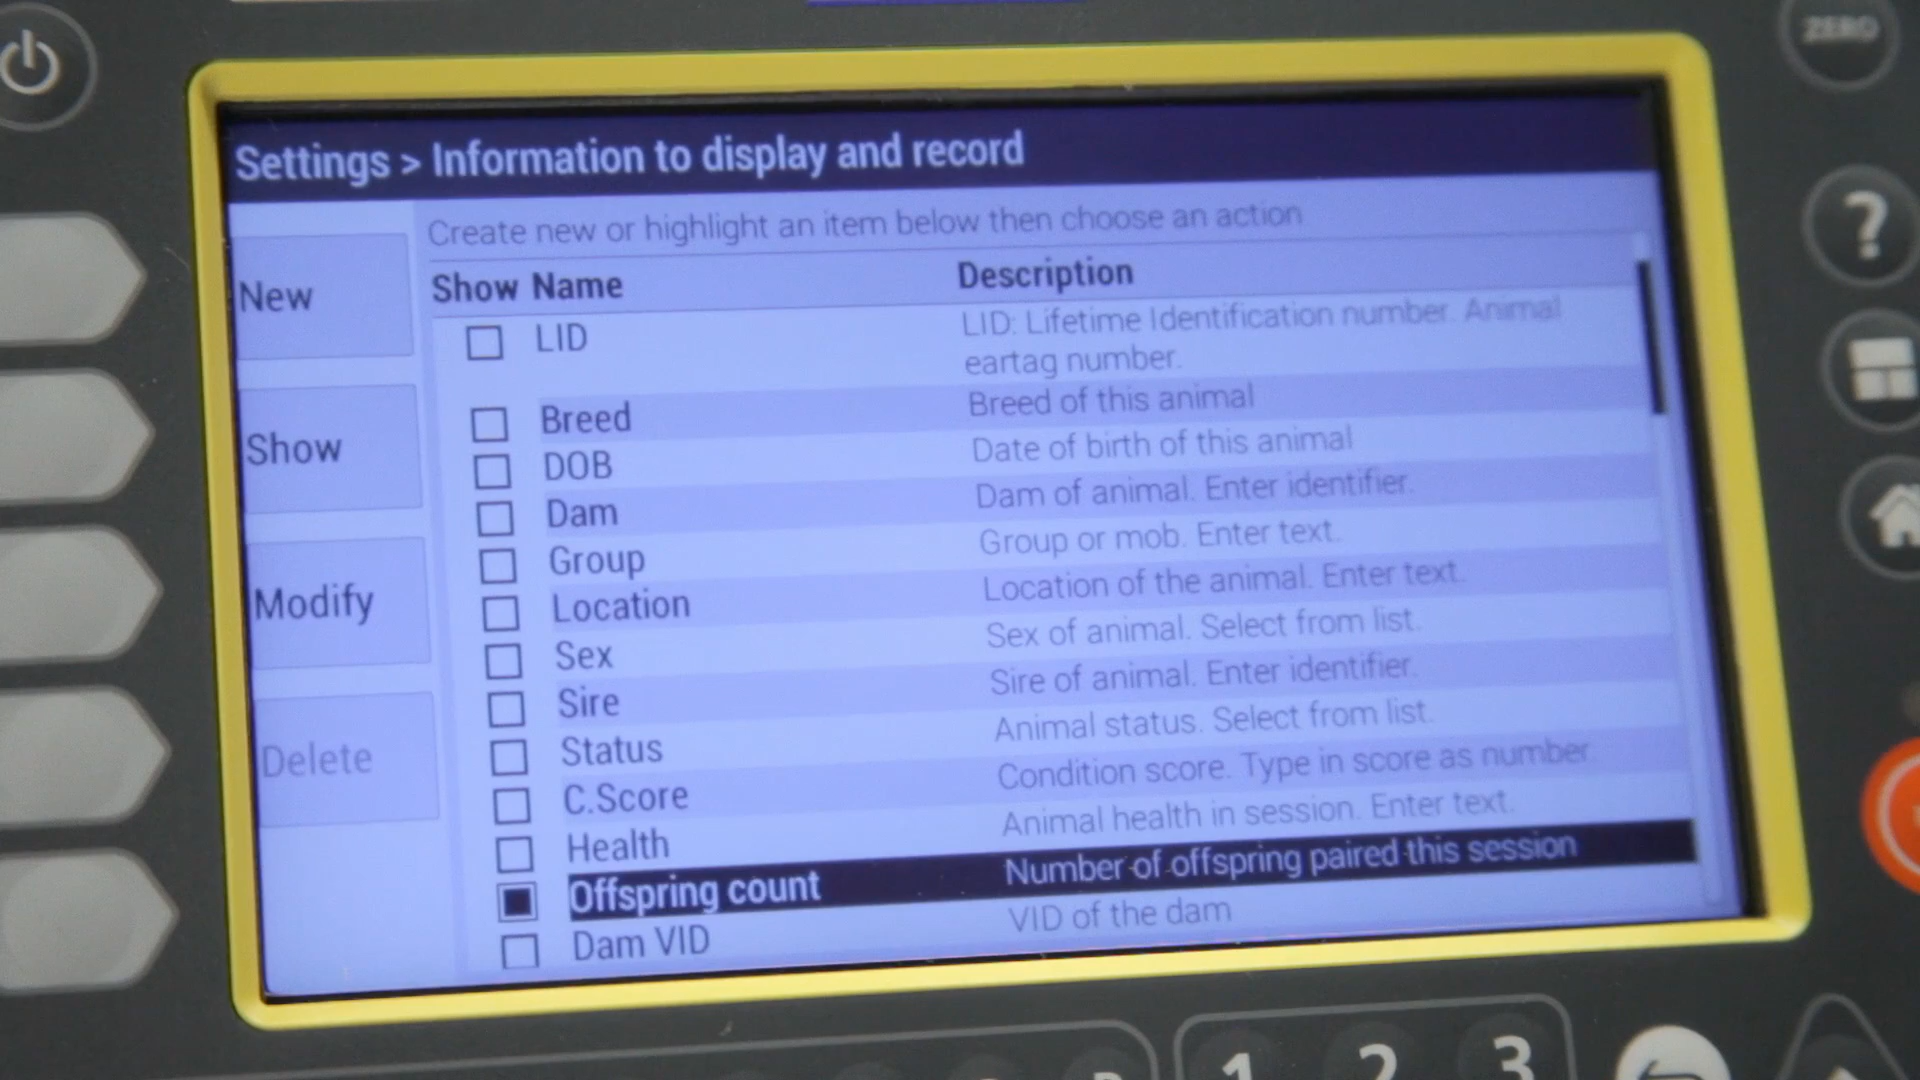 ZERO
Settings > Information to display and record
Create new or highlight an item below then choose an action
New
Show
Modify
Delete
Show Name Description
LID LID: Lifetime Identification number. Animal
eartag number.
Breed Breed of this animal
DOB Date of birth of this animal
Dam Dam of animal. Enter identifier.
Group Group or mob. Enter text.
Location Location of the animal. Enter text.
Sex Sex of animal. Select from list.
Sire Sire of animal. Enter identifier.
Status Animal status. Select from list.
C.Score Condition score. Type in score as number
Health Animal health in session. Enter text.
Offspring count Number of offspring paired this session
Dam VID VID of the dam
?
1 2 3